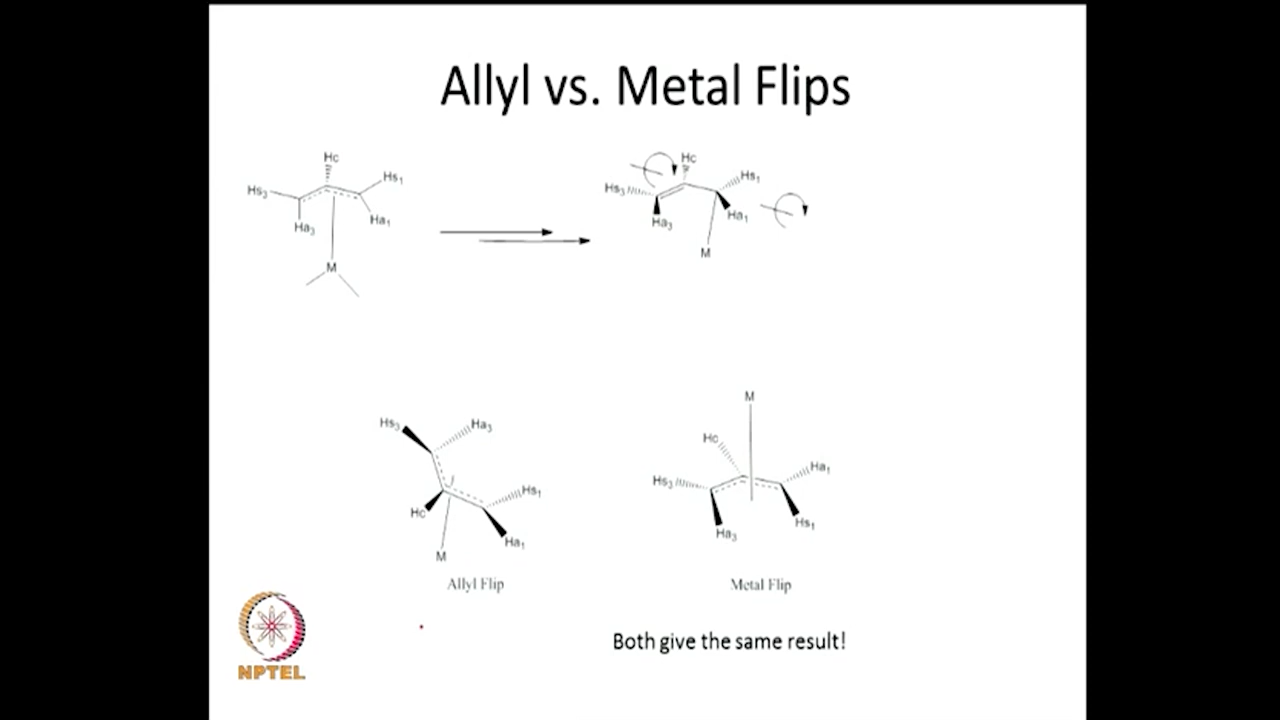 Allyl vs. Metal Flips
Hc
Hs3
Hs1
Ha3
Ha1
M
Hc
Hs3
Hs1
Ha3
Ha1
M
Hs3
Ha3
Hs1
Hc
Ha1
M
Allyl Flip
M
Hc
Ha1
Hs3
Hs1
Ha3
Metal Flip
Both give the same result!
NPTEL